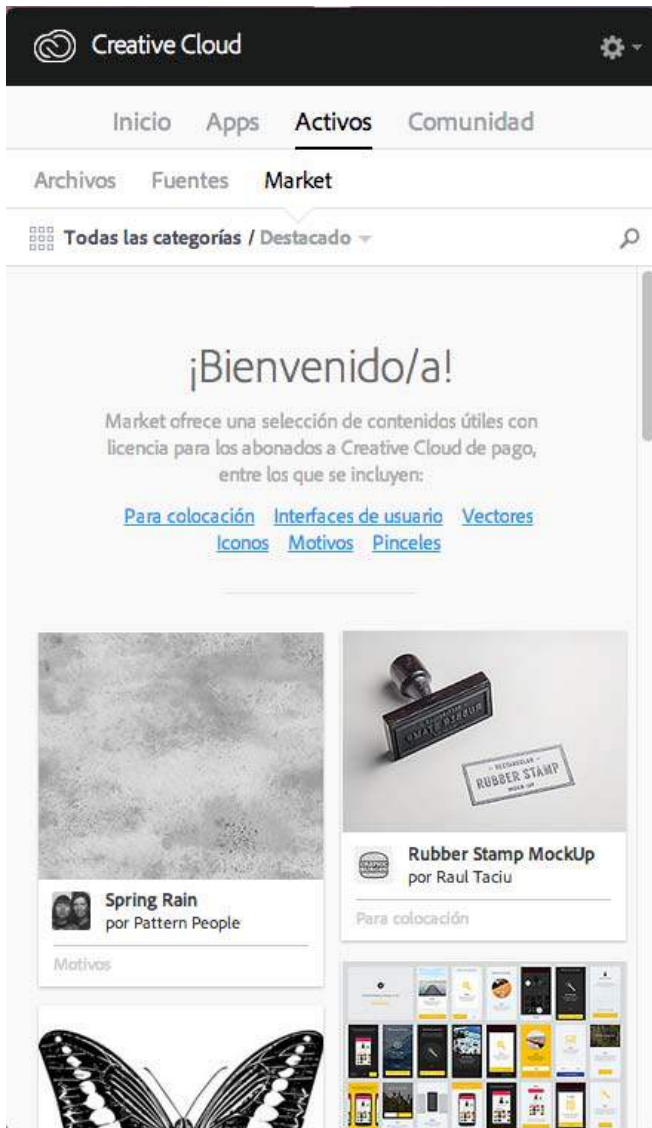 Creative Cloud
Inicio Apps Activos Comunidad
Archivos Fuentes Market
Todas las categorías / Destacado
¡Bienvenido/a!
Market ofrece una selección de contenidos útiles con
licencia para los abonados a Creative Cloud de pago,
entre los que se incluyen:
Para colocación Interfaces de usuario Vectores
Iconos Motivos Pinceles
RECTANGULAR
RUBBER STAMP
MOCK-UP
Rubber Stamp MockUp
por Raul Taciu
Para colocación
Spring Rain
por Pattern People
Motivos